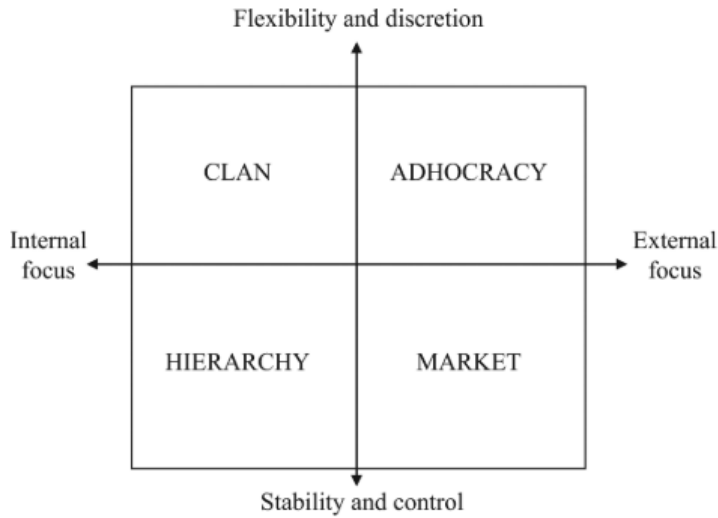 Flexibility and discretion
CLAN
ADHOCRACY
Internal
focus
External
focus
HIERARCHY
MARKET
Stability and control